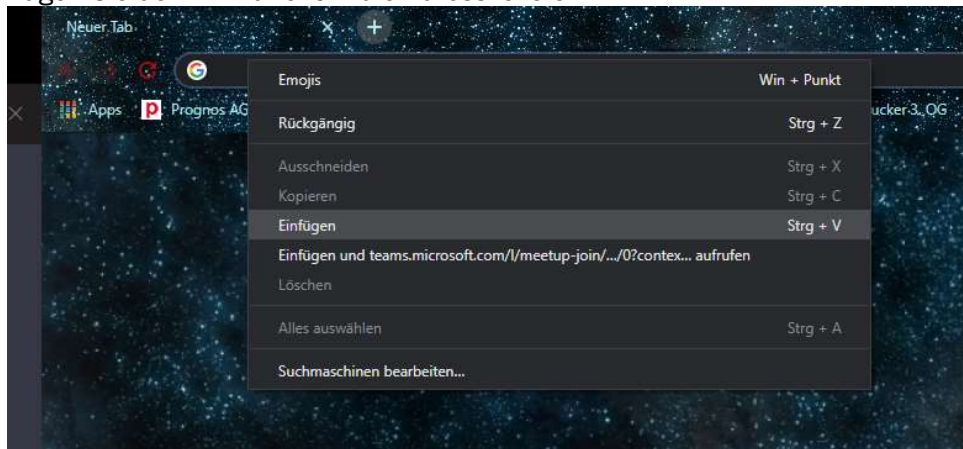 Neuer Tab
Emojis Win + Punkt
Apps Prognos AG ucker 3. OG
Rückgängig Strg + Z
Ausschneiden Strg + X
Kopieren Strg + C
Einfügen Strg + V
Einfügen und teams.microsoft.com/l/meetup-join/.../0?contex... aufrufen
Löschen
Alles auswählen Strg + A
Suchmaschinen bearbeiten...